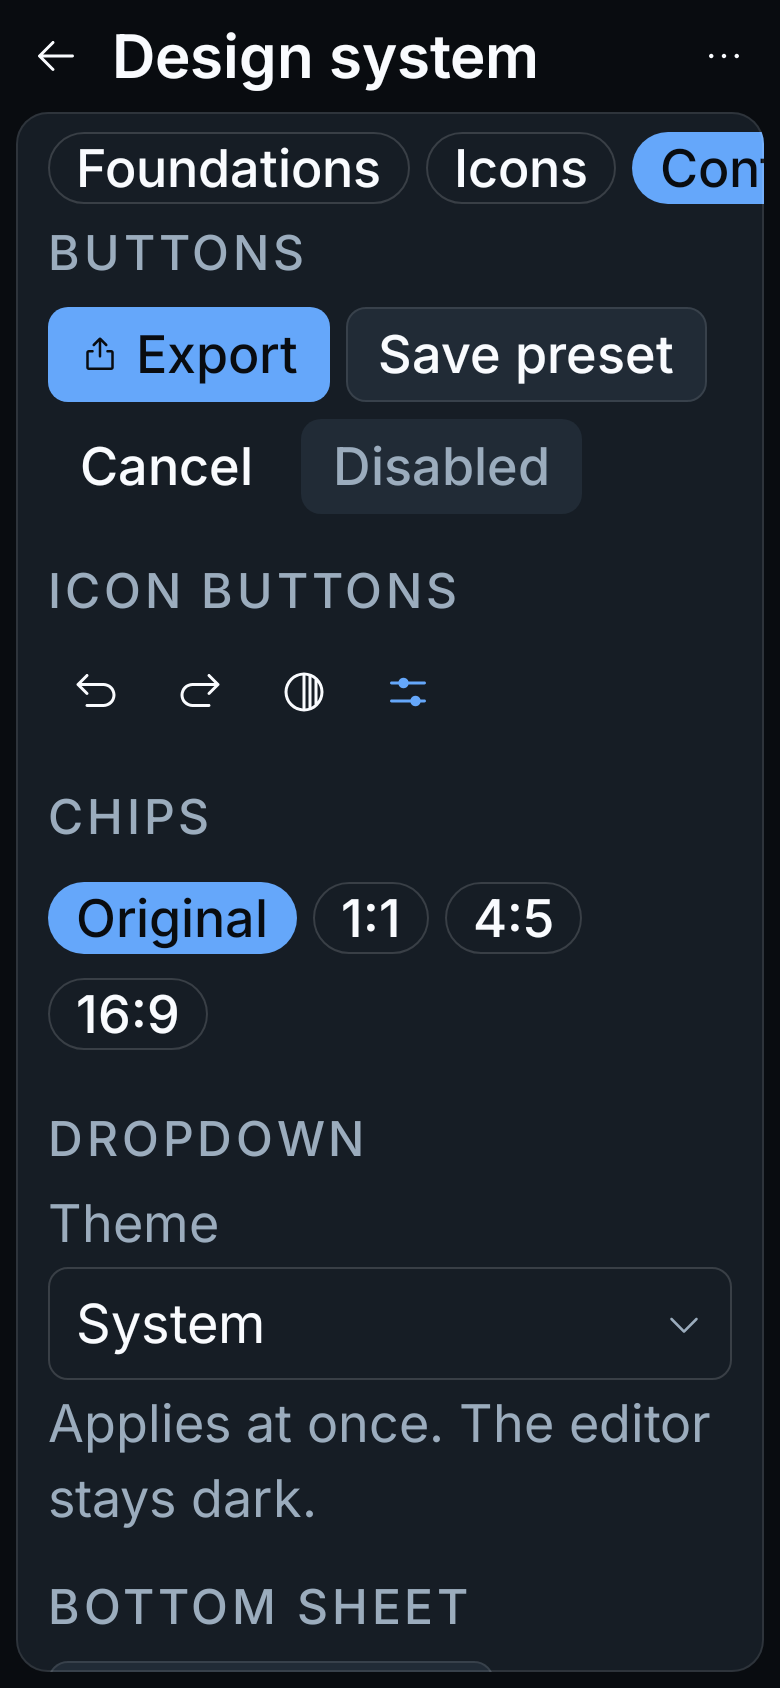 Design system
Foundations Icons Cont
BUTTONS
Export Save preset
Cancel Disabled
ICON BUTTONS
CHIPS
Original 1:1 4:5
16:9
DROPDOWN
Theme
System
Applies at once. The editor
stays dark.
BOTTOM SHEET